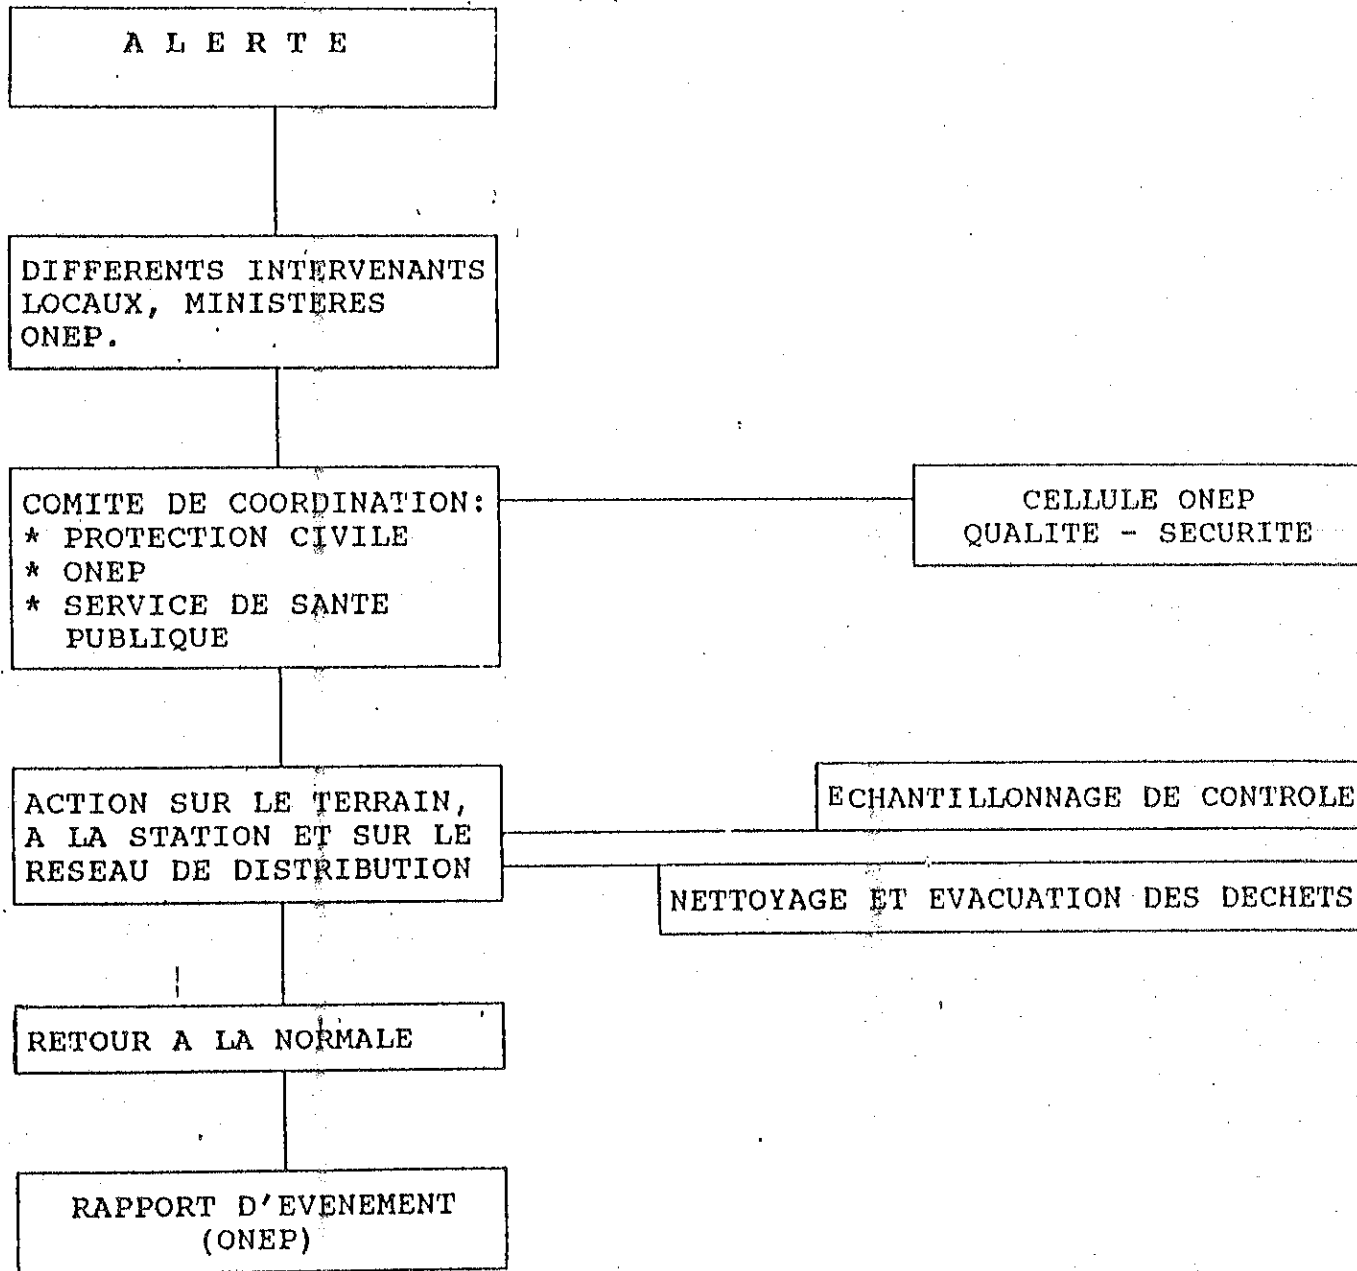 A L E R T E
DIFFERENTS INTERVENANTS
LOCAUX, MINISTERES
ONEP.
COMITE DE COORDINATION:
* PROTECTION CIVILE
* ONEP
* SERVICE DE SANTE
PUBLIQUE
CELLULE ONEP
QUALITE - SECURITE
ACTION SUR LE TERRAIN,
A LA STATION ET SUR LE
RESEAU DE DISTRIBUTION
ECHANTILLONNAGE DE CONTROLE
NETTOYAGE ET EVACUATION DES DECHETS
RETOUR A LA NORMALE
RAPPORT D'EVENEMENT
(ONEP)